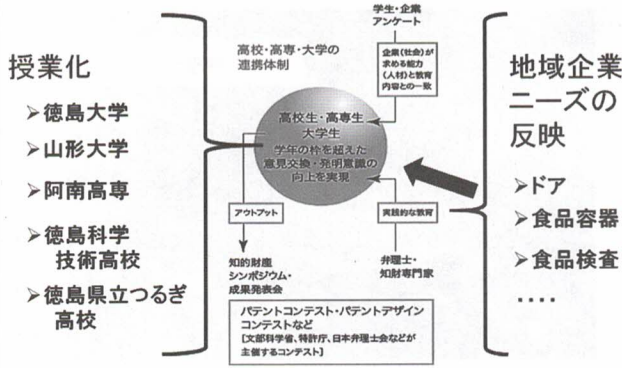 授業化
➢徳島大学
➢山形大学
➢阿南高専
➢徳島科学
技術高校
➢徳島県立つるぎ
高校
高校・高専・大学の
連携体制
学生・企業
アンケート
企業(社会)が
求める能力
(人材)と教育
内容との一致
高校生・高専生
大学生
学年の枠を超えた
意見交換・発明意識の
向上を実現
アウトプット
実践的な教育
知的財産
シンポジウム・
成果発表会
弁理士・
知財専門家
パテントコンテスト・パテントデザイン
コンテストなど
[文部科学省、特許庁、日本弁理士会などが
主催するコンテスト]
地域企業
ニーズの
反映
➢ドア
➢食品容器
➢食品検査
‥‥